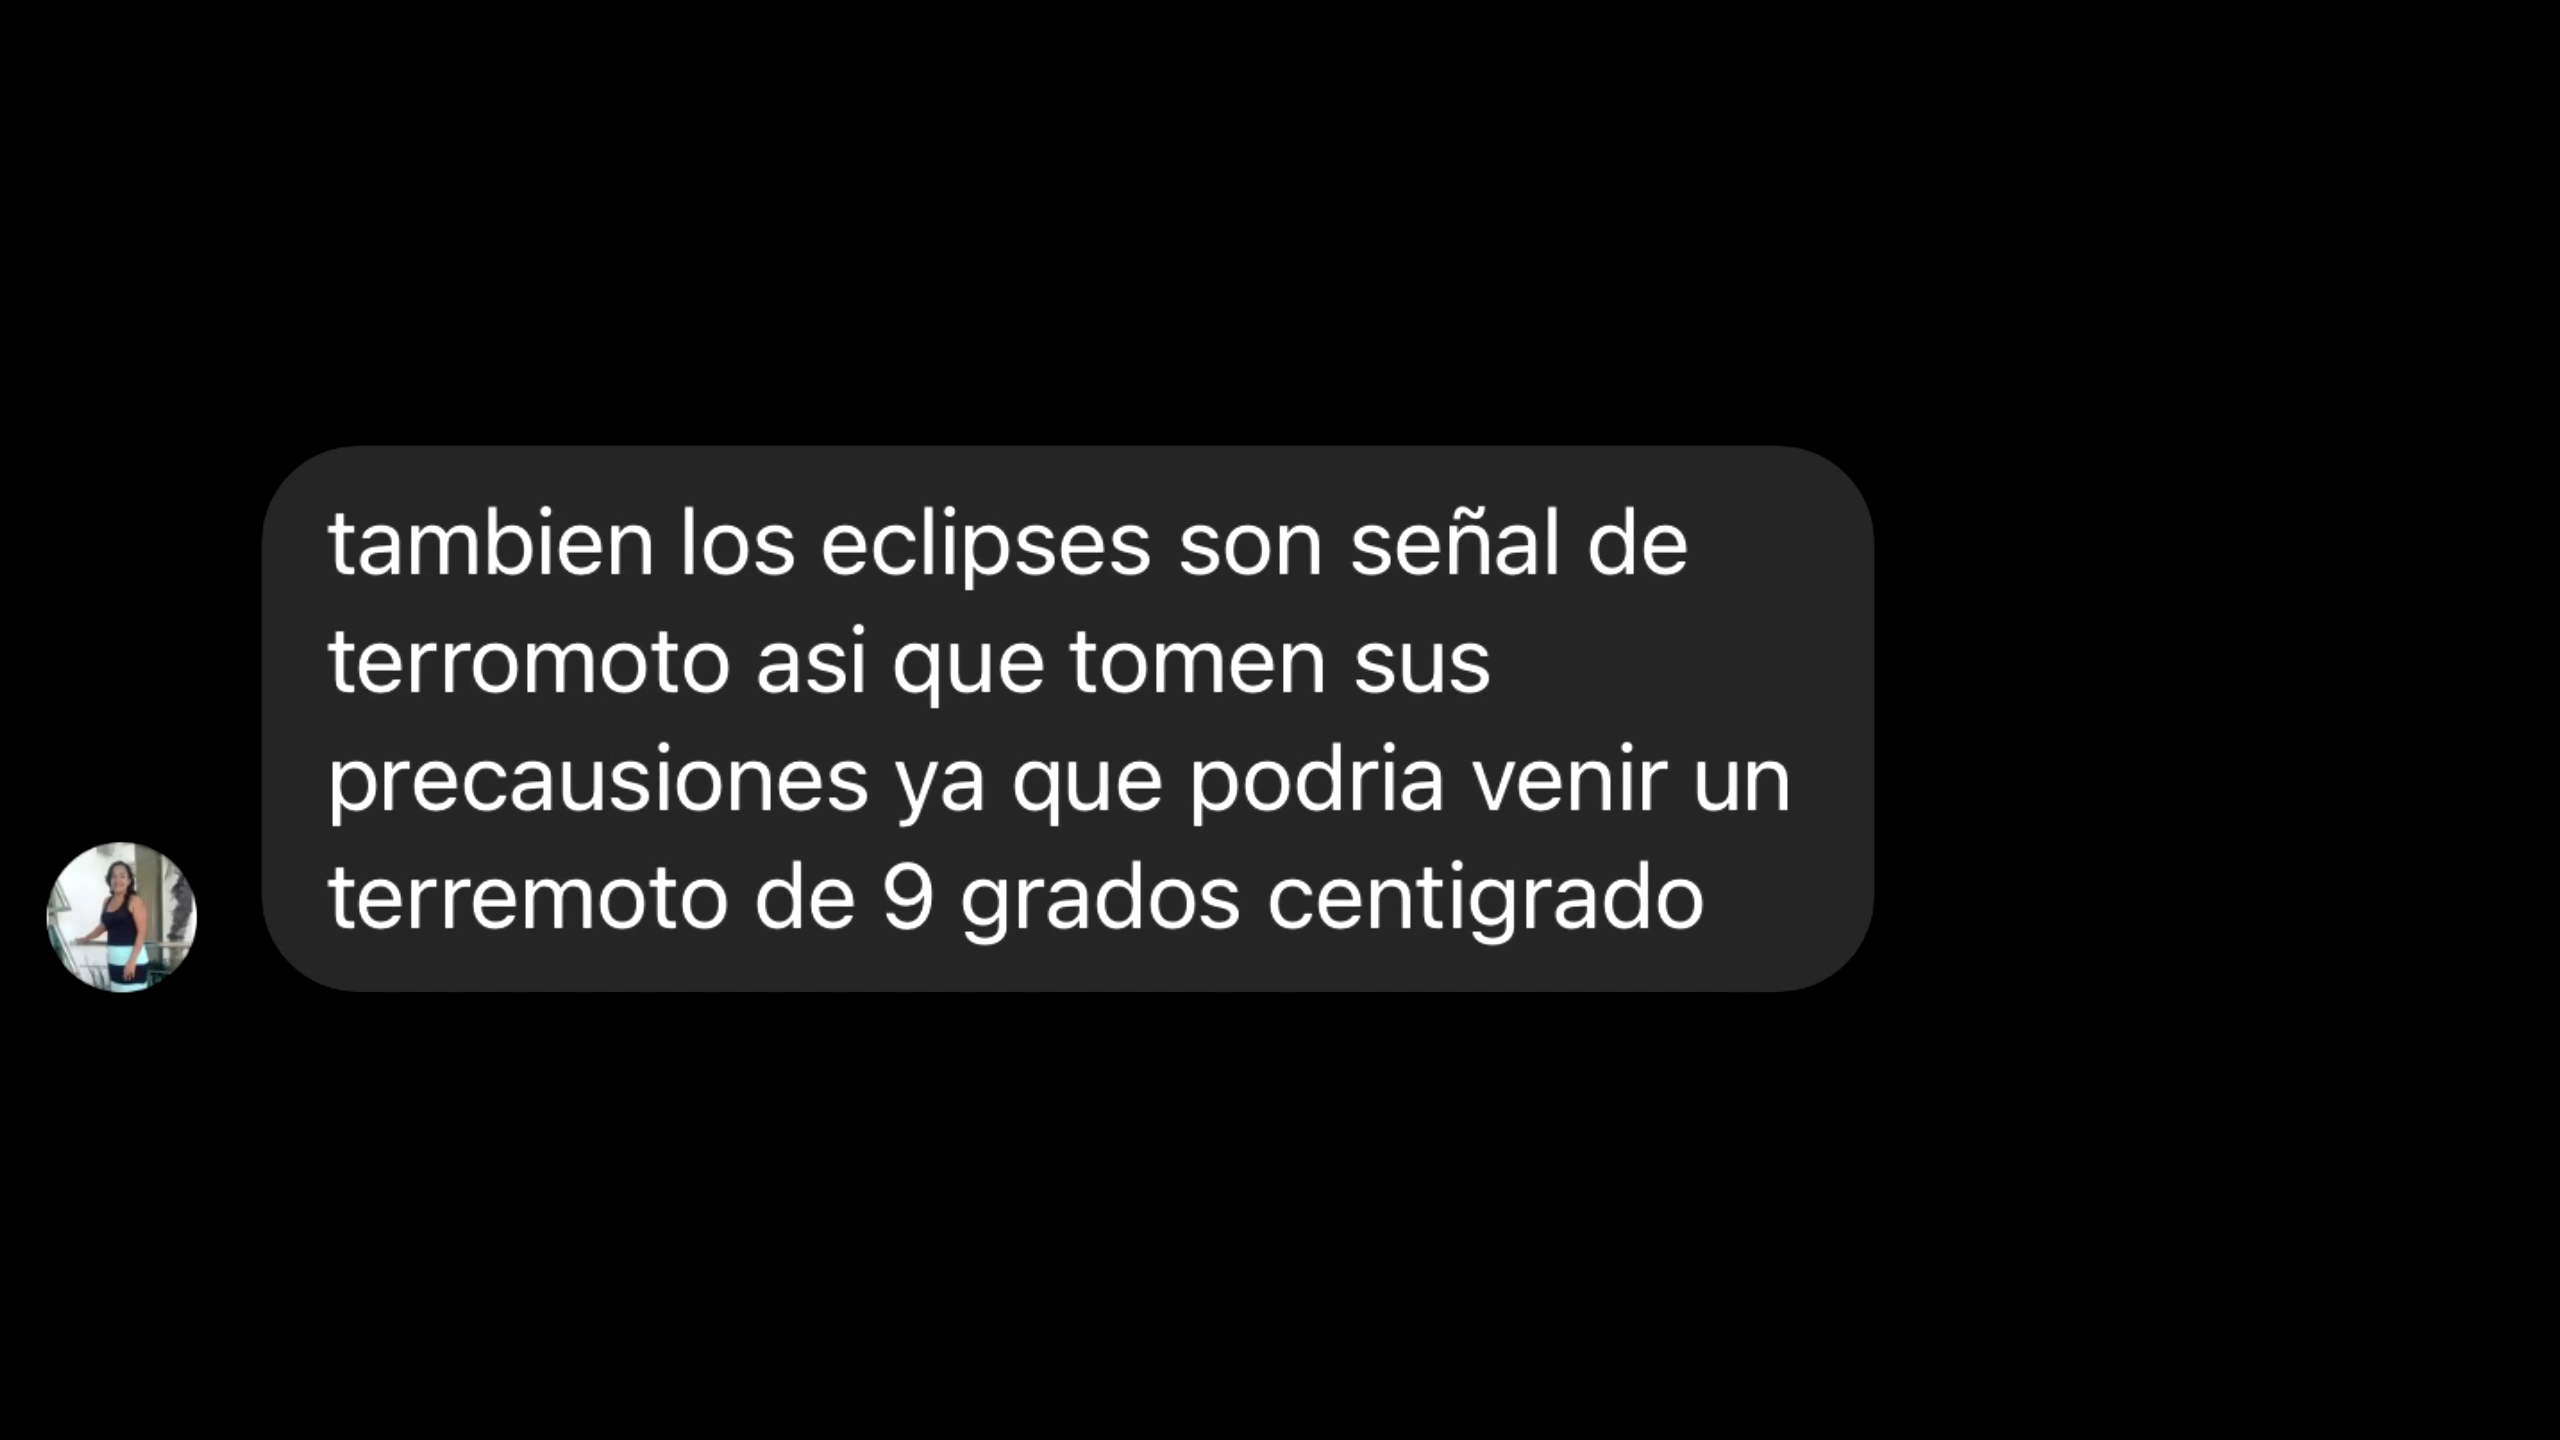 tambien los eclipses son señal de
terromoto asi que tomen sus
precausiones ya que podria venir un
terremoto de 9 grados centigrado